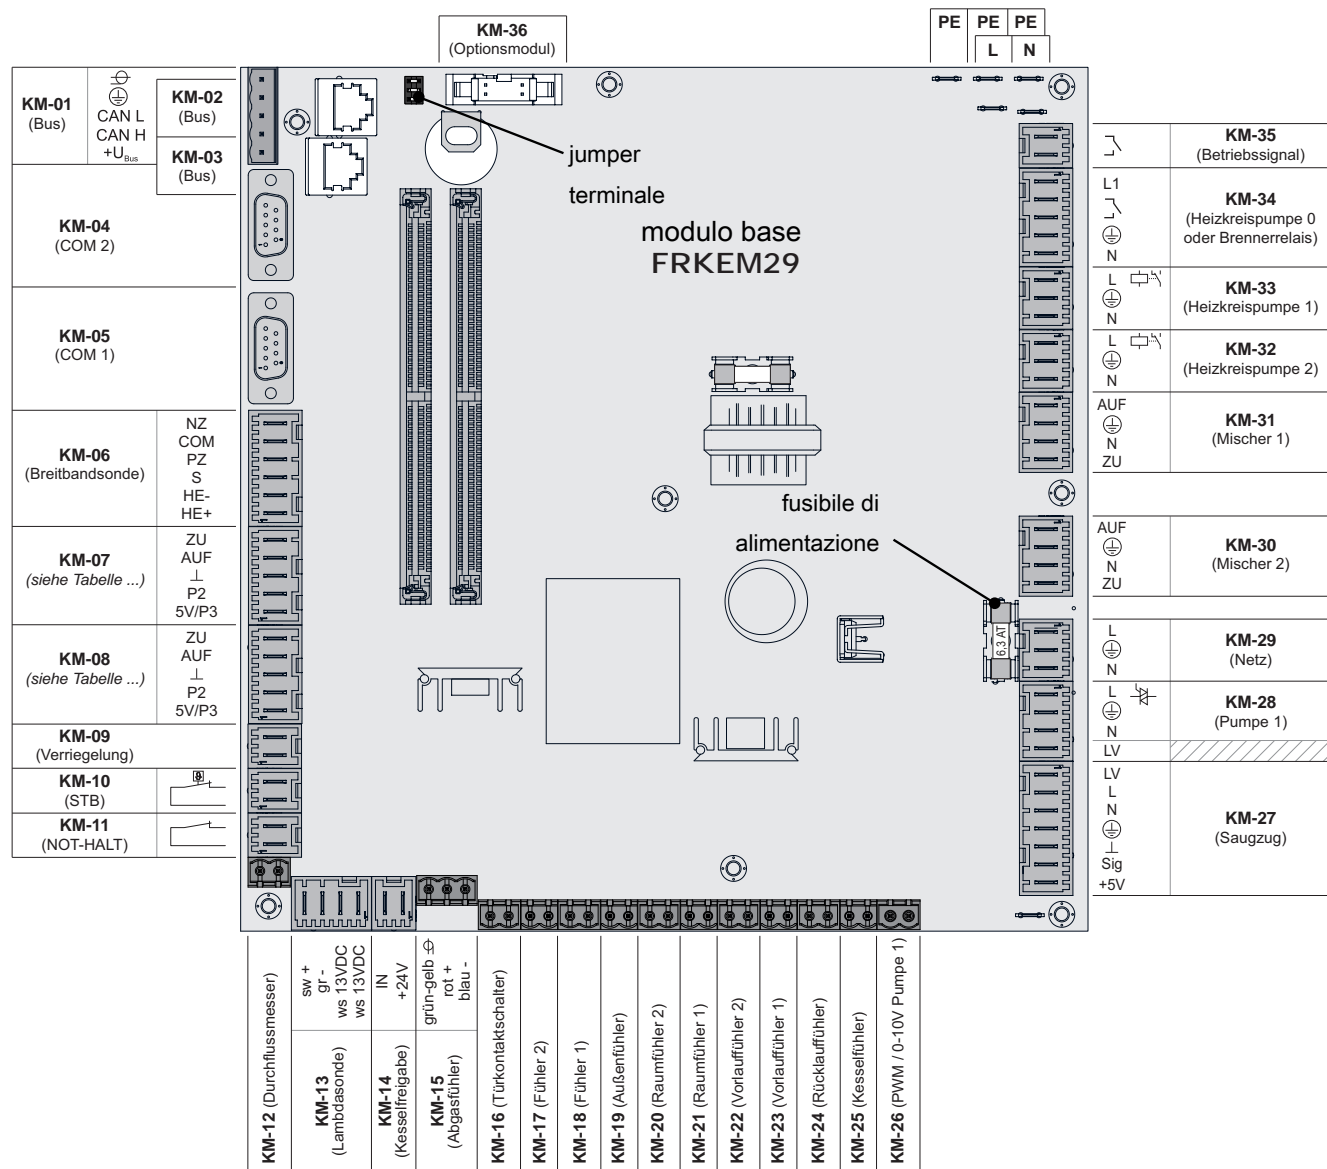 KM-36
(Optionsmodul)
PE PE PE
L N
KM-01
(Bus)
CAN L
CAN H
+U Bus
KM-02
(Bus)
KM-03
(Bus)
KM-04
(COM 2)
KM-05
(COM 1)
KM-06
(Breitbandsonde)
NZ
COM
PZ
S
HE-
HE+
KM-07
(siehe Tabelle ...)
ZU
AUF
⊥
P2
5V/P3
KM-08
(siehe Tabelle ...)
ZU
AUF
⊥
P2
5V/P3
KM-09
(Verriegelung)
KM-10
(STB)
KM-11
(NOT-HALT)
jumper
terminale
modulo base
FRKEM29
fusibile di
alimentazione
6,3 AT
KM-35
(Betriebssignal)
L1
N
KM-34
(Heizkreispumpe 0
oder Brennerrelais)
L
N
KM-33
(Heizkreispumpe 1)
L
N
KM-32
(Heizkreispumpe 2)
AUF
N
ZU
KM-31
(Mischer 1)
AUF
N
ZU
KM-30
(Mischer 2)
L
N
KM-29
(Netz)
L
N
LV
KM-28
(Pumpe 1)
LV
L
N
⊥
Sig
+5V
KM-27
(Saugzug)
KM-12 (Durchflussmesser)
sw +
gr -
ws 13VDC
ws 13VDC
KM-13
(Lambdasonde)
IN
+24V
KM-14
(Kesselfreigabe)
grün-gelb
rot +
blau -
KM-15
(Abgasfühler)
KM-16 (Türkontaktschalter)
KM-17 (Fühler 2)
KM-18 (Fühler 1)
KM-19 (Außenfühler)
KM-20 (Raumfühler 2)
KM-21 (Raumfühler 1)
KM-22 (Vorlauffühler 2)
KM-23 (Vorlauffühler 1)
KM-24 (Rücklauffühler)
KM-25 (Kesselfühler)
KM-26 (PWM / 0-10V Pumpe 1)